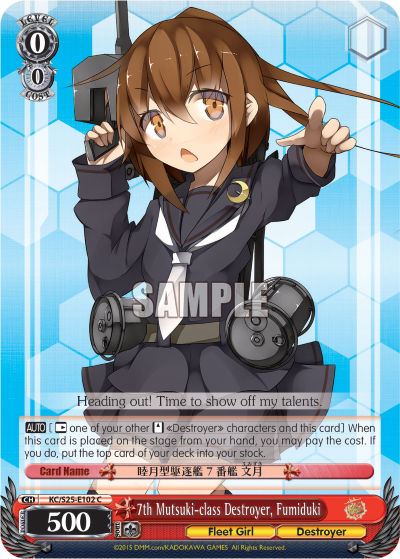 LEVEL
0
0
COST
SAMPLE
Heading out! Time to show off my talents.
AUTO [ one of your other «Destroyer» characters and this card] When
this card is placed on the stage from your hand, you may pay the cost. If
you do, put the top card of your deck into your stock.
Card Name 睦月型駆逐艦 7 番艦 文月
CH KC/S25-E102 C
500
7th Mutsuki-class Destroyer, Fumiduki
Fleet Girl Destroyer
©2015 DMM.com/KADOKAWA GAMES All Rights Reserved.